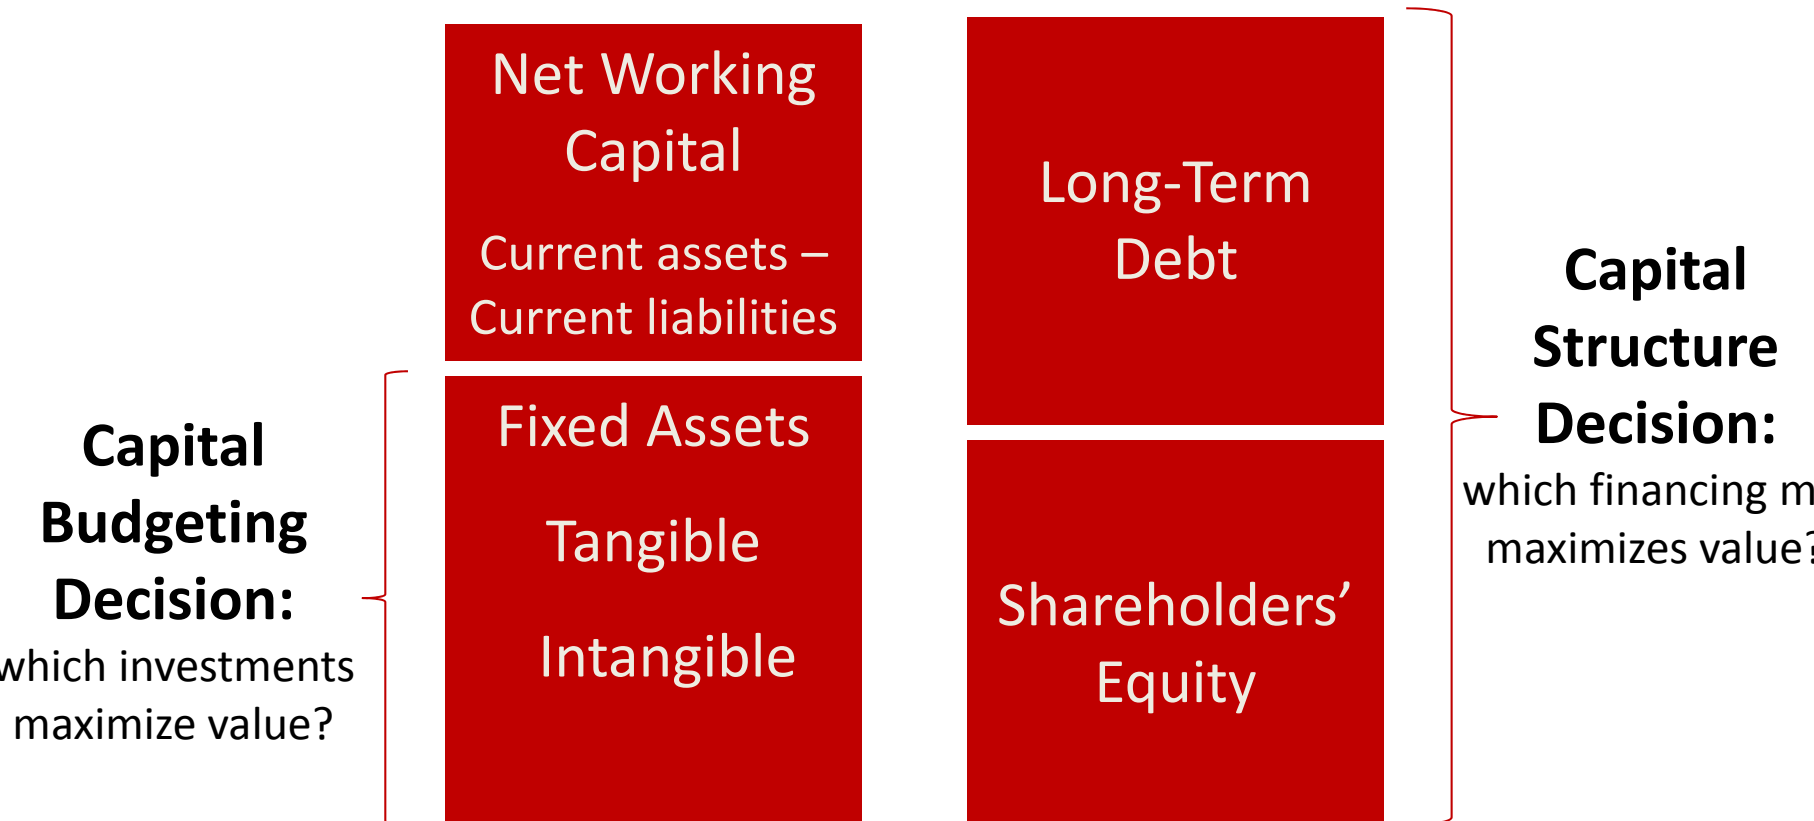 Net Working
Capital
Current assets –
Current liabilities
Fixed Assets
Tangible
Intangible
Capital
Budgeting
Decision:
which investments
maximize value?
Long-Term
Debt
Shareholders’
Equity
Capital
Structure
Decision:
which financing
maximizes value?